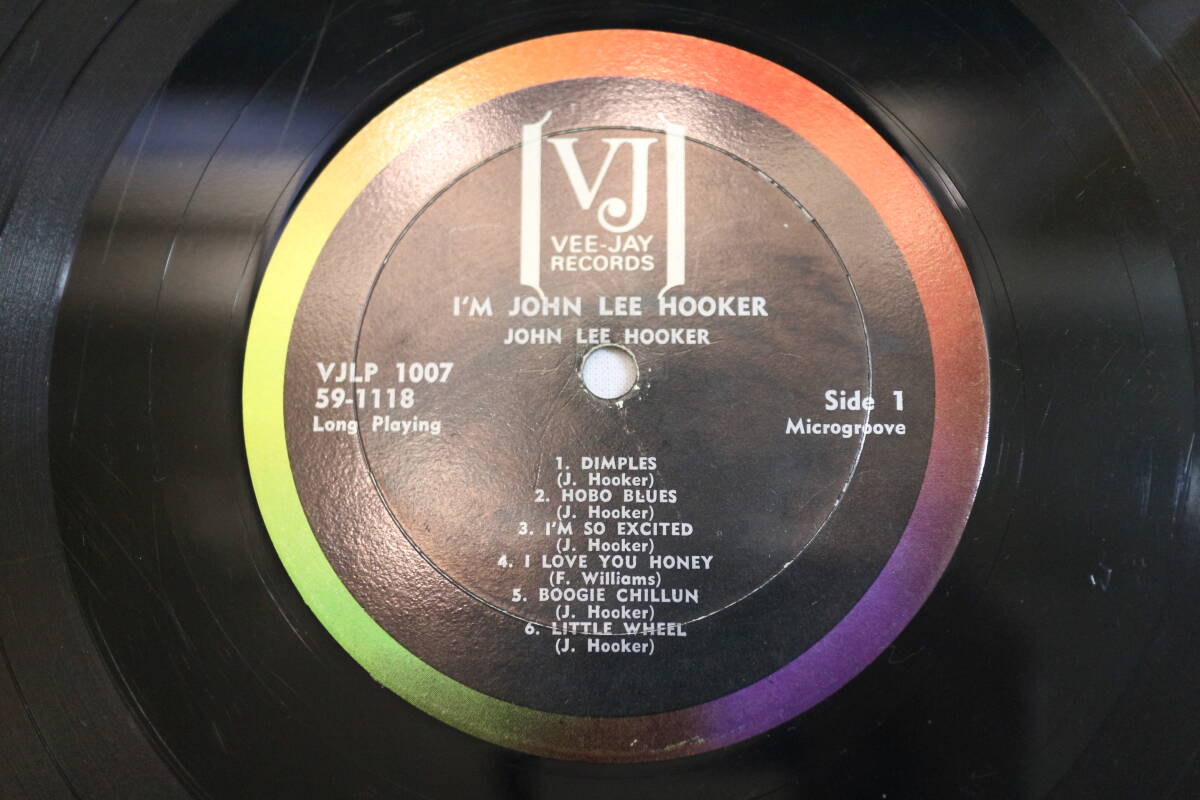 VJ
VEE-JAY
RECORDS
I'M JOHN LEE HOOKER
JOHN LEE HOOKER
VJLP 1007
59-1118
Long Playing
Side 1
Microgroove
1. DIMPLES
(J. Hooker)
2. HOBO BLUES
(J. Hooker)
3. I'M SO EXCITED
(J. Hooker)
4. I LOVE YOU HONEY
(F. Williams)
5. BOOGIE CHILLUN
(J. Hooker)
6. LITTLE WHEEL
(J. Hooker)